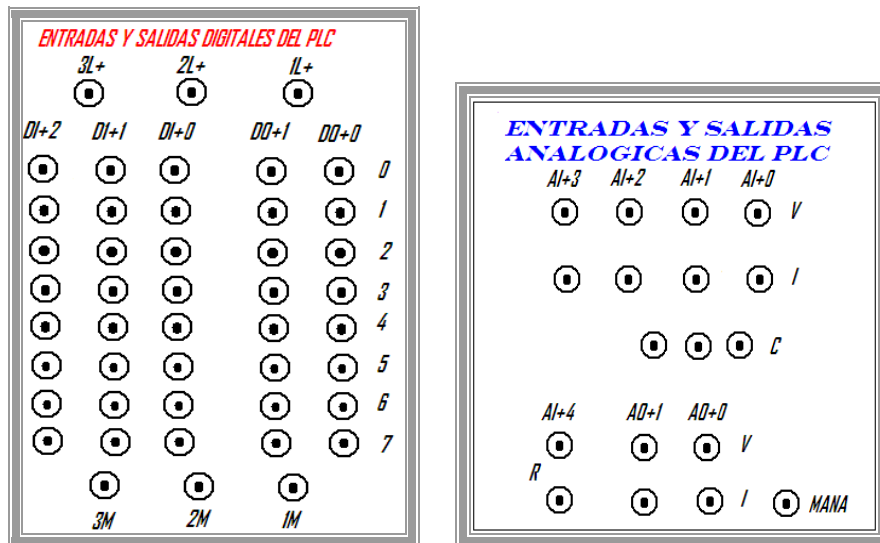 ENTRADAS Y SALIDAS DIGITALES DEL PLC
3L+ 2L+ 1L+
DI+2 DI+1 DI+0 DO+1 DO+0
0
1
2
3
4
5
6
7
3M 2M 1M
ENTRADAS Y SALIDAS
ANALOGICAS DEL PLC
AI+3 AI+2 AI+1 AI+0
V
I
C
AI+4 AO+1 AO+0
V
R
I MANA